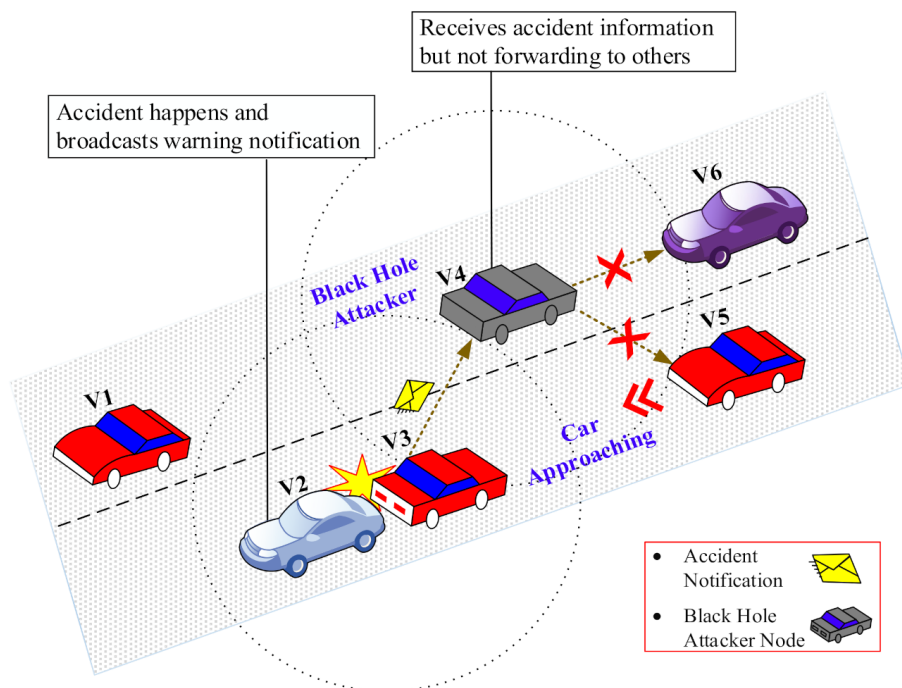 Receives accident information
but not forwarding to others
Accident happens and
broadcasts warning notification
V6
V4
Black Hole
Attacker
V5
V1
V3
Car
Approaching
V2
Accident
Notification
Black Hole
Attacker Node